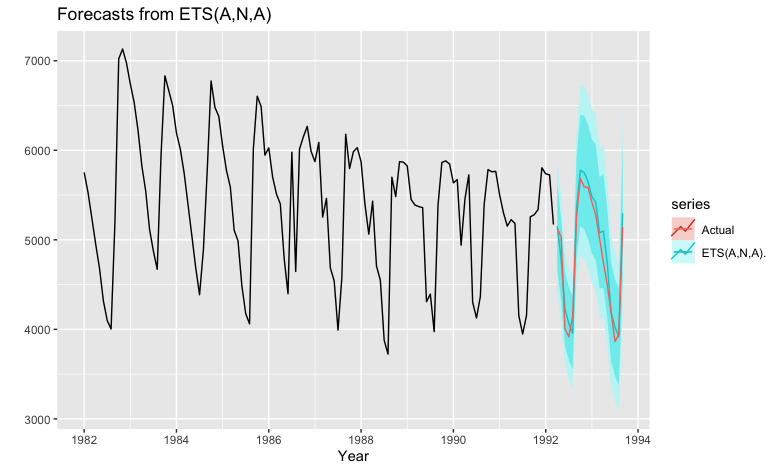 Forecasts from ETS(A,N,A)
7000
6000
5000
4000
3000
1982 1984 1986 1988 1990 1992 1994
Year
series
Actual
ETS(A,N,A).